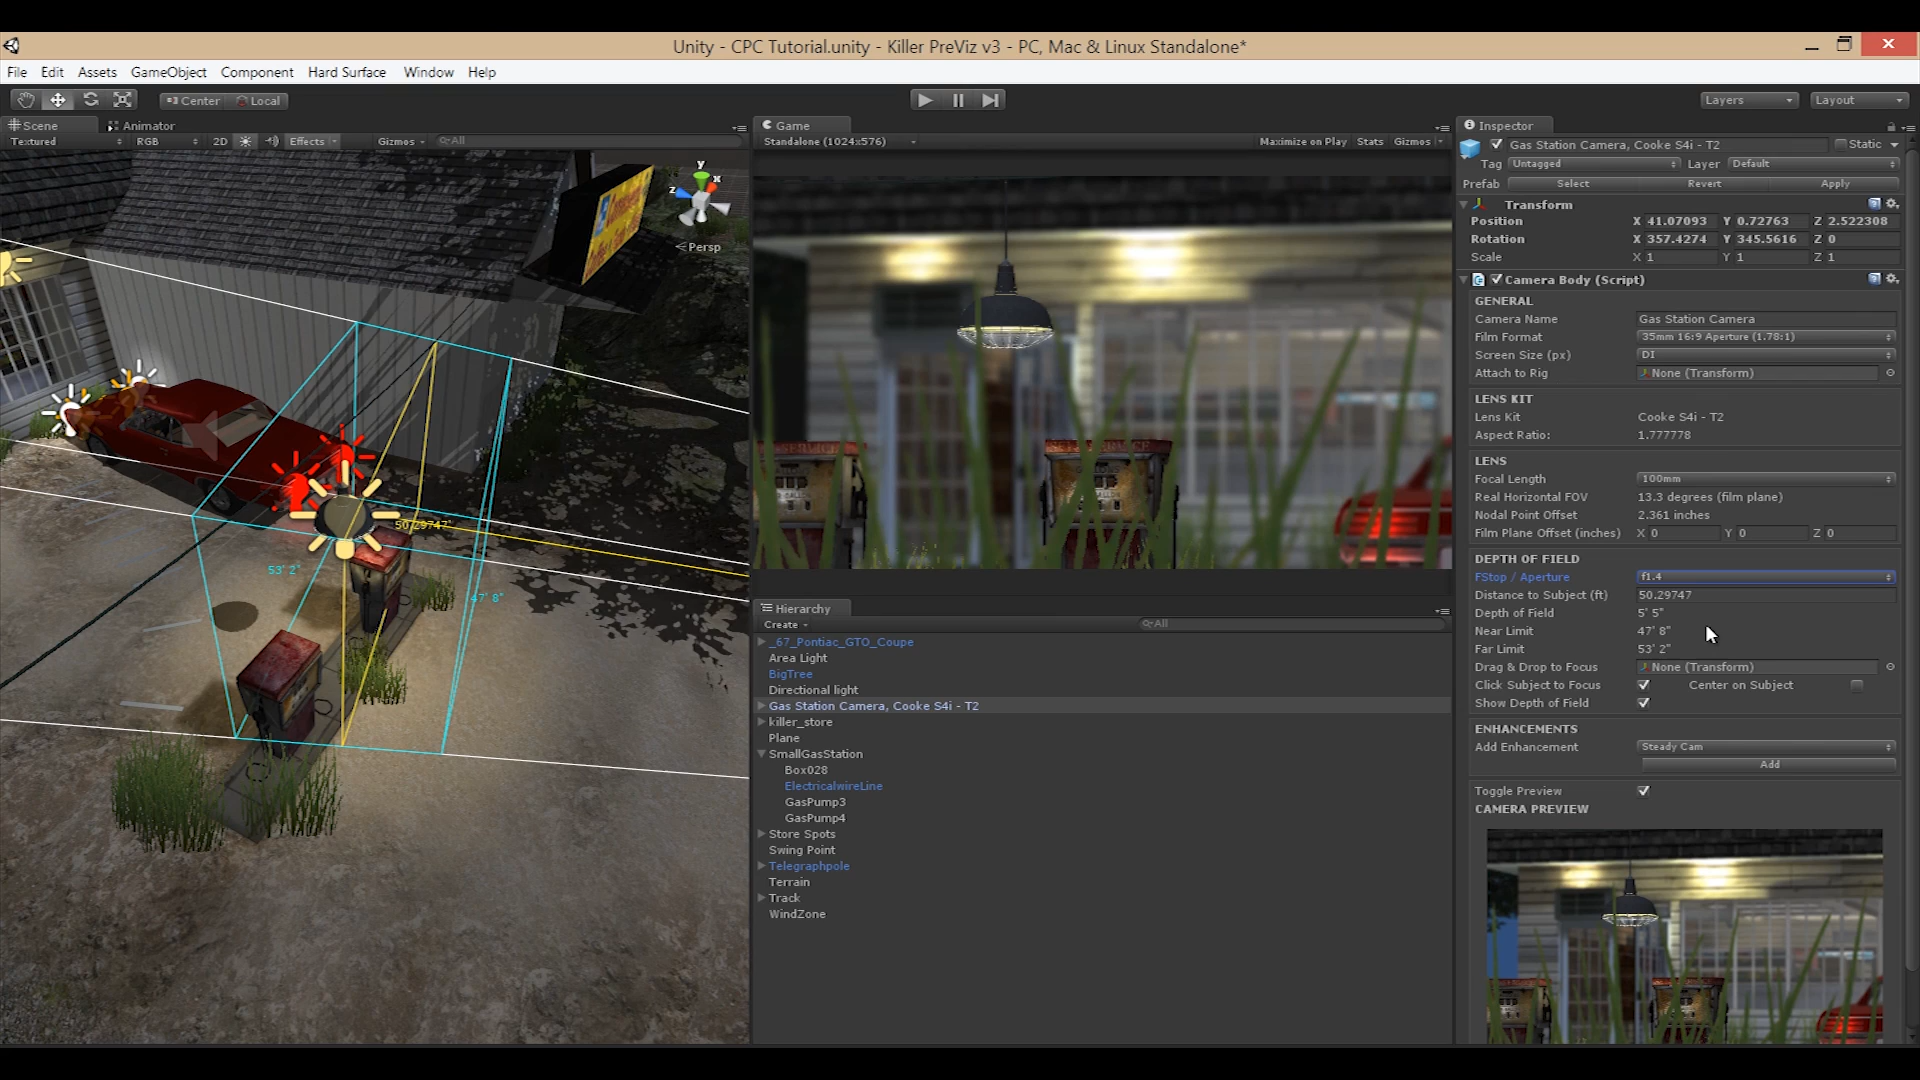 Unity - CPC Tutorial.unity - Killer PreViz v3 - PC, Mac & Linux Standalone*
File Edit Assets GameObject Component Hard Surface Window Help
Center Local
Layers Layout
Scene Animator
Textured RGB 2D Effects Gizmos All
y
x
z
Persp
50.29747'
53' 2"
47' 8"
Game
Standalone (1024x576) Maximize on Play Stats Gizmos
Hierarchy
Create All
_67_Pontiac_GTO_Coupe
Area Light
BigTree
Directional light
Gas Station Camera, Cooke S4i - T2
killer_store
Plane
SmallGasStation
Box028
ElectricalwireLine
GasPump3
GasPump4
Store Spots
Swing Point
Telegraphpole
Terrain
Track
WindZone
Inspector
Gas Station Camera, Cooke S4i - T2 Static
Tag Untagged Layer Default
Prefab Select Revert Apply
Transform
Position X 41.07093 Y 0.72763 Z 2.522308
Rotation X 357.4274 Y 345.5616 Z 0
Scale X 1 Y 1 Z 1
Camera Body (Script)
GENERAL
Camera Name Gas Station Camera
Film Format 35mm 16:9 Aperture (1.78:1)
Screen Size (px) DI
Attach to Rig None (Transform)
LENS KIT
Lens Kit Cooke S4i - T2
Aspect Ratio: 1.777778
LENS
Focal Length 100mm
Real Horizontal FOV 13.3 degrees (film plane)
Nodal Point Offset 2.361 inches
Film Plane Offset (inches) X 0 Y 0 Z 0
DEPTH OF FIELD
FStop / Aperture f1.4
Distance to Subject (ft) 50.29747
Depth of Field 5' 5"
Near Limit 47' 8"
Far Limit 53' 2"
Drag & Drop to Focus None (Transform)
Click Subject to Focus Center on Subject
Show Depth of Field
ENHANCEMENTS
Add Enhancement Steady Cam
Add
Toggle Preview
CAMERA PREVIEW